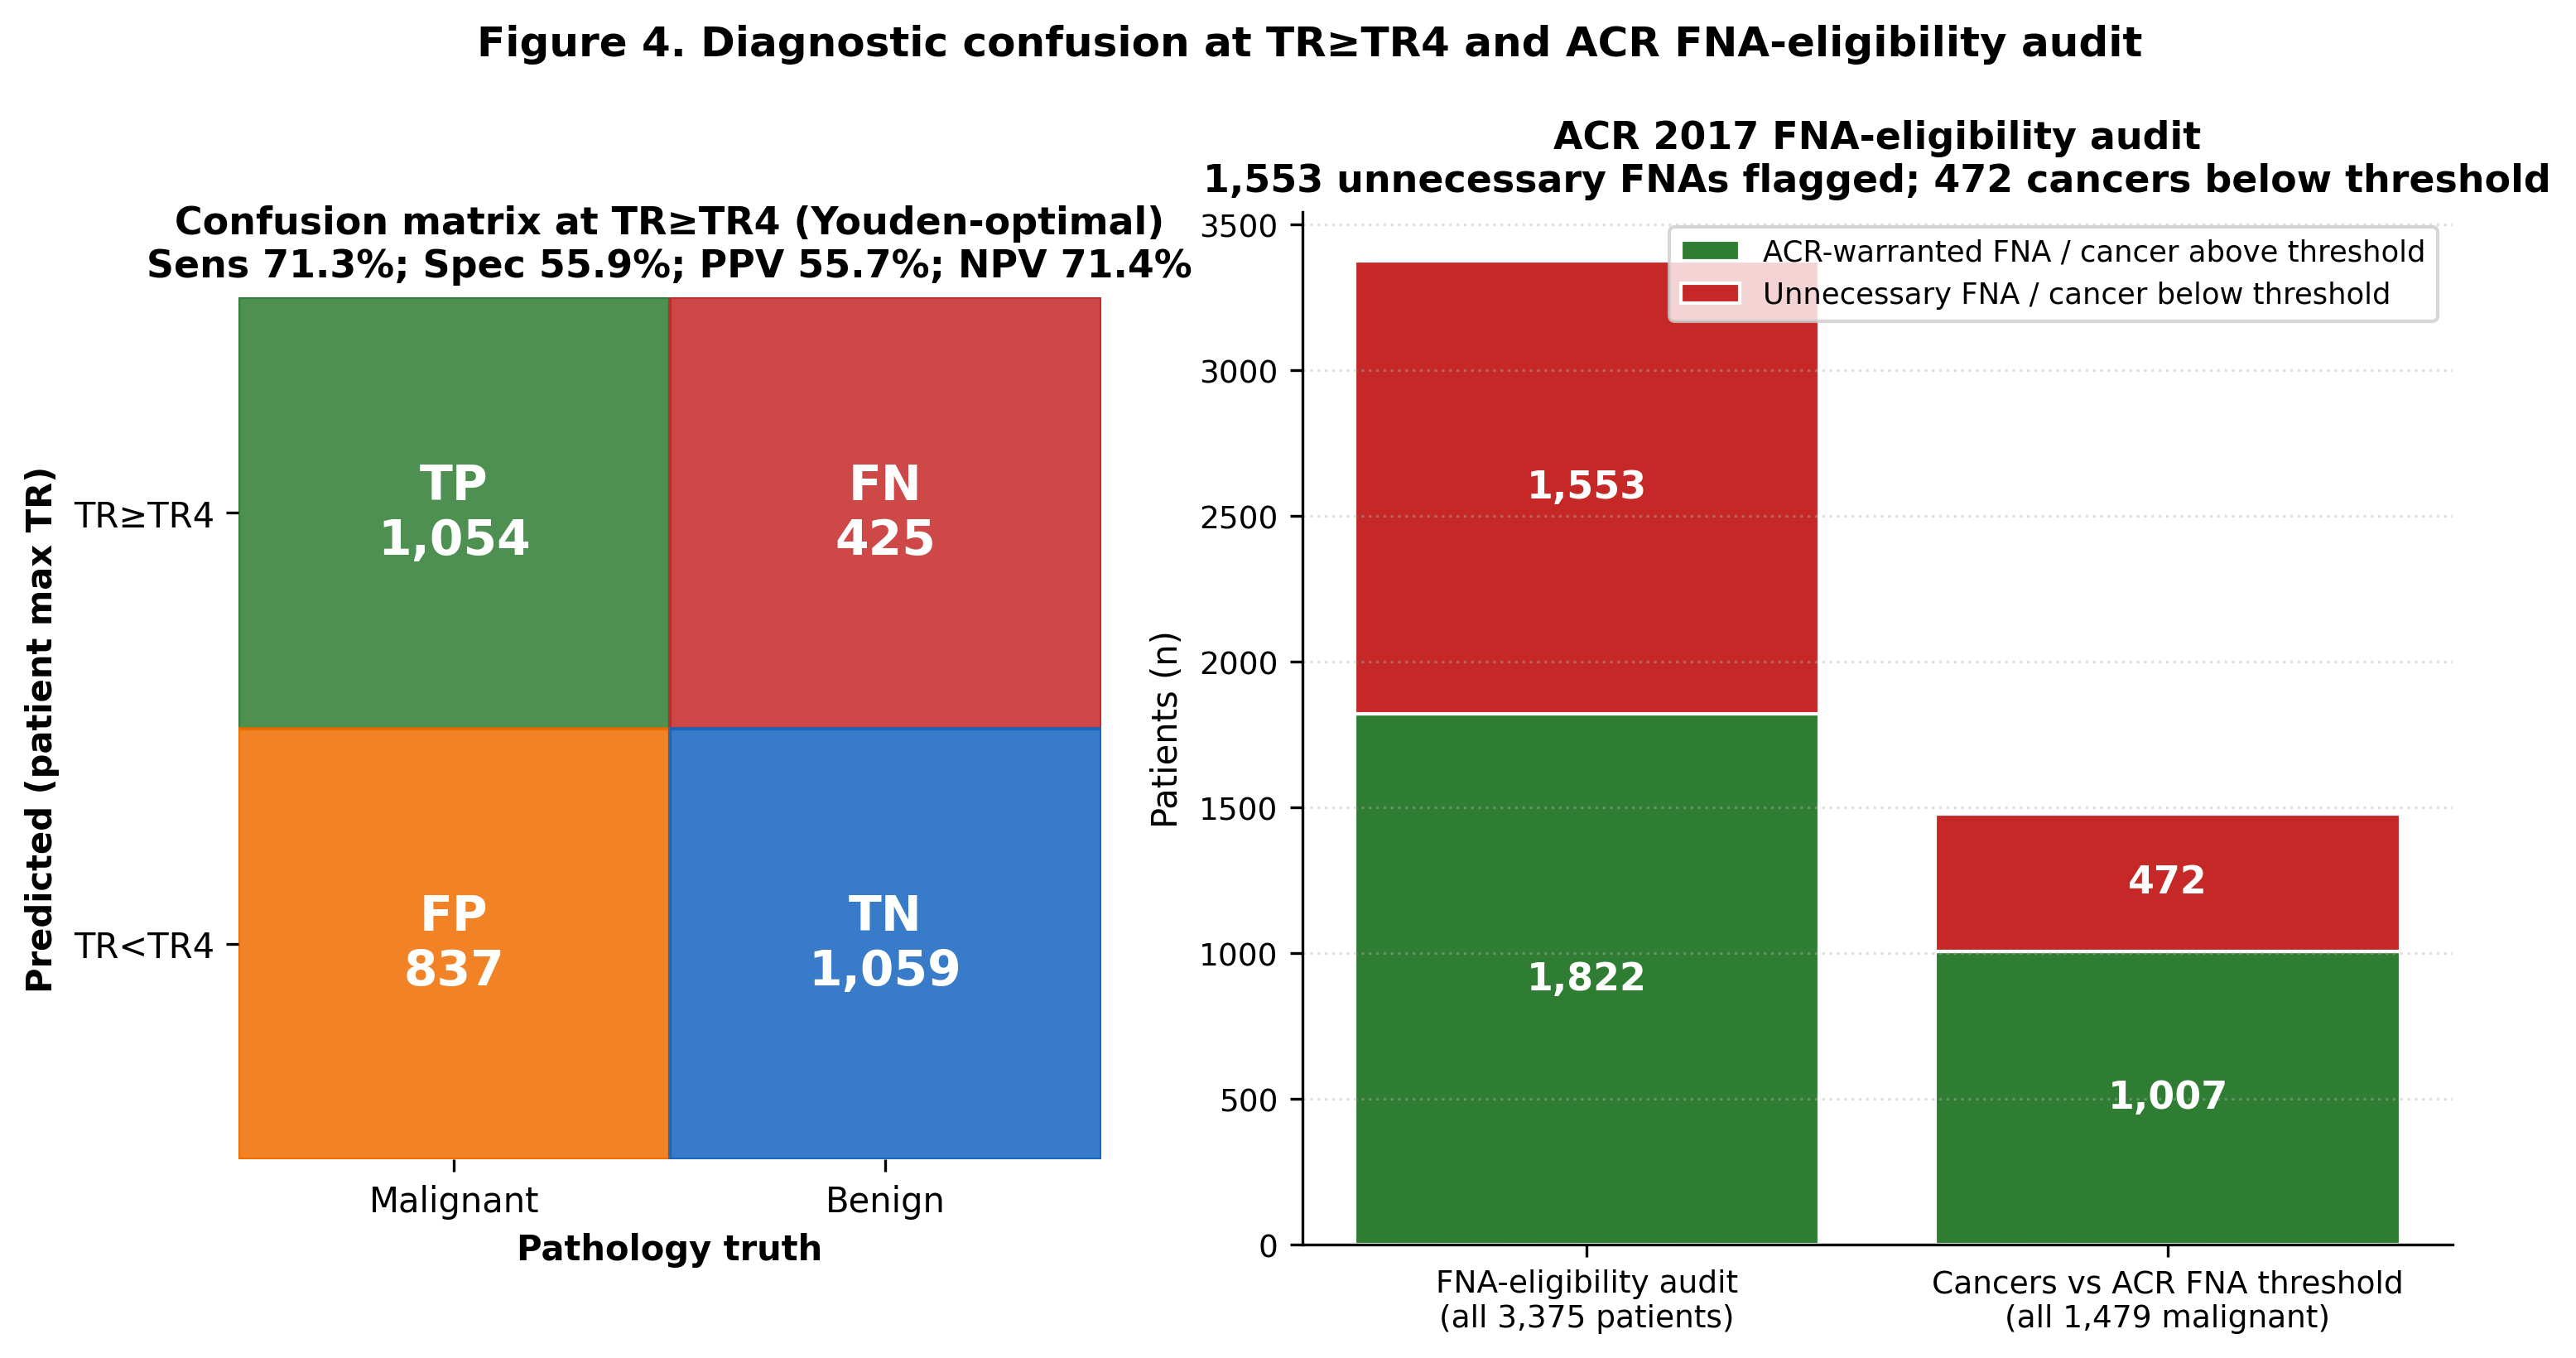 Figure 4. Diagnostic confusion at TR≥TR4 and ACR FNA-eligibility audit
Confusion matrix at TR≥TR4 (Youden-optimal)
Sens 71.3%; Spec 55.9%; PPV 55.7%; NPV 71.4%
Predicted (patient max TR)
TR≥TR4
TR<TR4
TP
1,054
FN
425
FP
837
TN
1,059
Malignant
Benign
Pathology truth
ACR 2017 FNA-eligibility audit
1,553 unnecessary FNAs flagged; 472 cancers below threshold
ACR-warranted FNA / cancer above threshold
Unnecessary FNA / cancer below threshold
Patients (n)
3500
3000
2500
2000
1500
1000
500
0
1,553
1,822
472
1,007
FNA-eligibility audit
(all 3,375 patients)
Cancers vs ACR FNA threshold
(all 1,479 malignant)